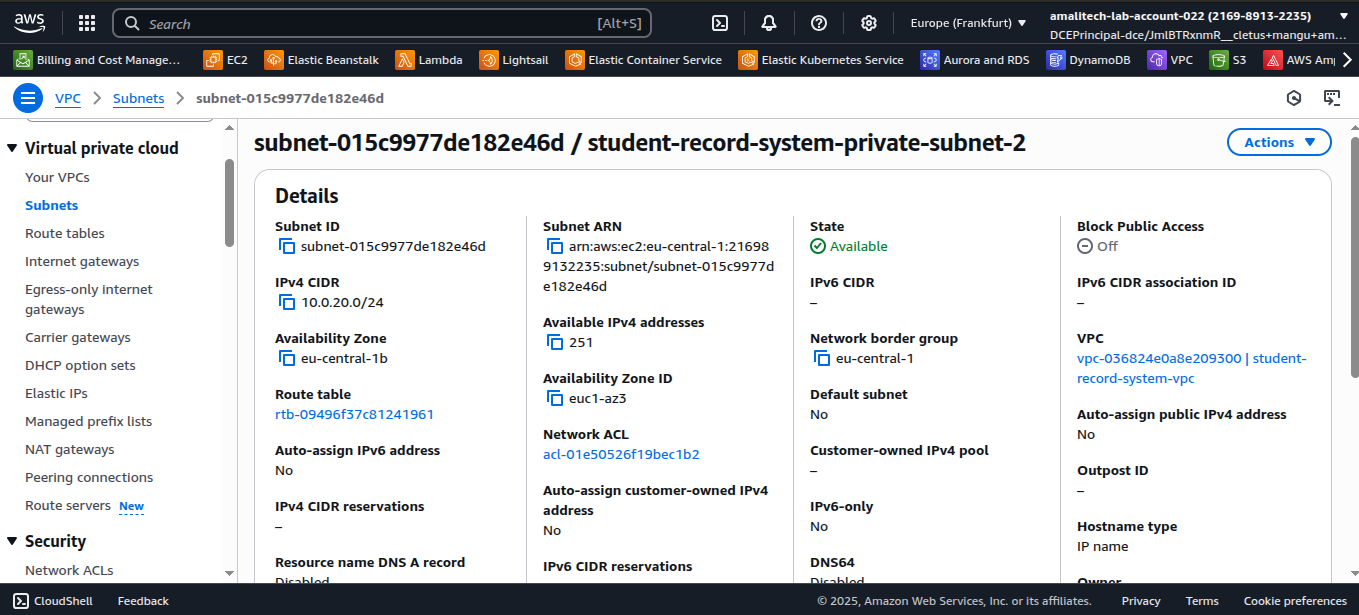 aws
Search [Alt+S]
Europe (Frankfurt)
amalitech-lab-account-022 (2169-8913-2235)
DCEPrincipal-dce/JmlBTRxnmR__cletus+mangu+am...
Billing and Cost Manage... EC2 Elastic Beanstalk Lambda Lightsail Elastic Container Service Elastic Kubernetes Service Aurora and RDS DynamoDB VPC S3 AWS Am
VPC Subnets subnet-015c9977de182e46d
Virtual private cloud
Your VPCs
Subnets
Route tables
Internet gateways
Egress-only internet
gateways
Carrier gateways
DHCP option sets
Elastic IPs
Managed prefix lists
NAT gateways
Peering connections
Route servers New
Security
Network ACLs
subnet-015c9977de182e46d / student-record-system-private-subnet-2
Actions
Details
Subnet ID
subnet-015c9977de182e46d
IPv4 CIDR
10.0.20.0/24
Availability Zone
eu-central-1b
Route table
rtb-09496f37c81241961
Auto-assign IPv6 address
No
IPv4 CIDR reservations
–
Resource name DNS A record
Disabled
Subnet ARN
arn:aws:ec2:eu-central-1:21698
9132235:subnet/subnet-015c9977d
e182e46d
Available IPv4 addresses
251
Availability Zone ID
euc1-az3
Network ACL
acl-01e50526f19bec1b2
Auto-assign customer-owned IPv4
address
No
IPv6 CIDR reservations
State
Available
IPv6 CIDR
–
Network border group
eu-central-1
Default subnet
No
Customer-owned IPv4 pool
–
IPv6-only
No
DNS64
Disabled
Block Public Access
Off
IPv6 CIDR association ID
–
VPC
vpc-036824e0a8e209300 | student-
record-system-vpc
Auto-assign public IPv4 address
No
Outpost ID
–
Hostname type
IP name
Owner
CloudShell Feedback © 2025, Amazon Web Services, Inc. or its affiliates. Privacy Terms Cookie preferences